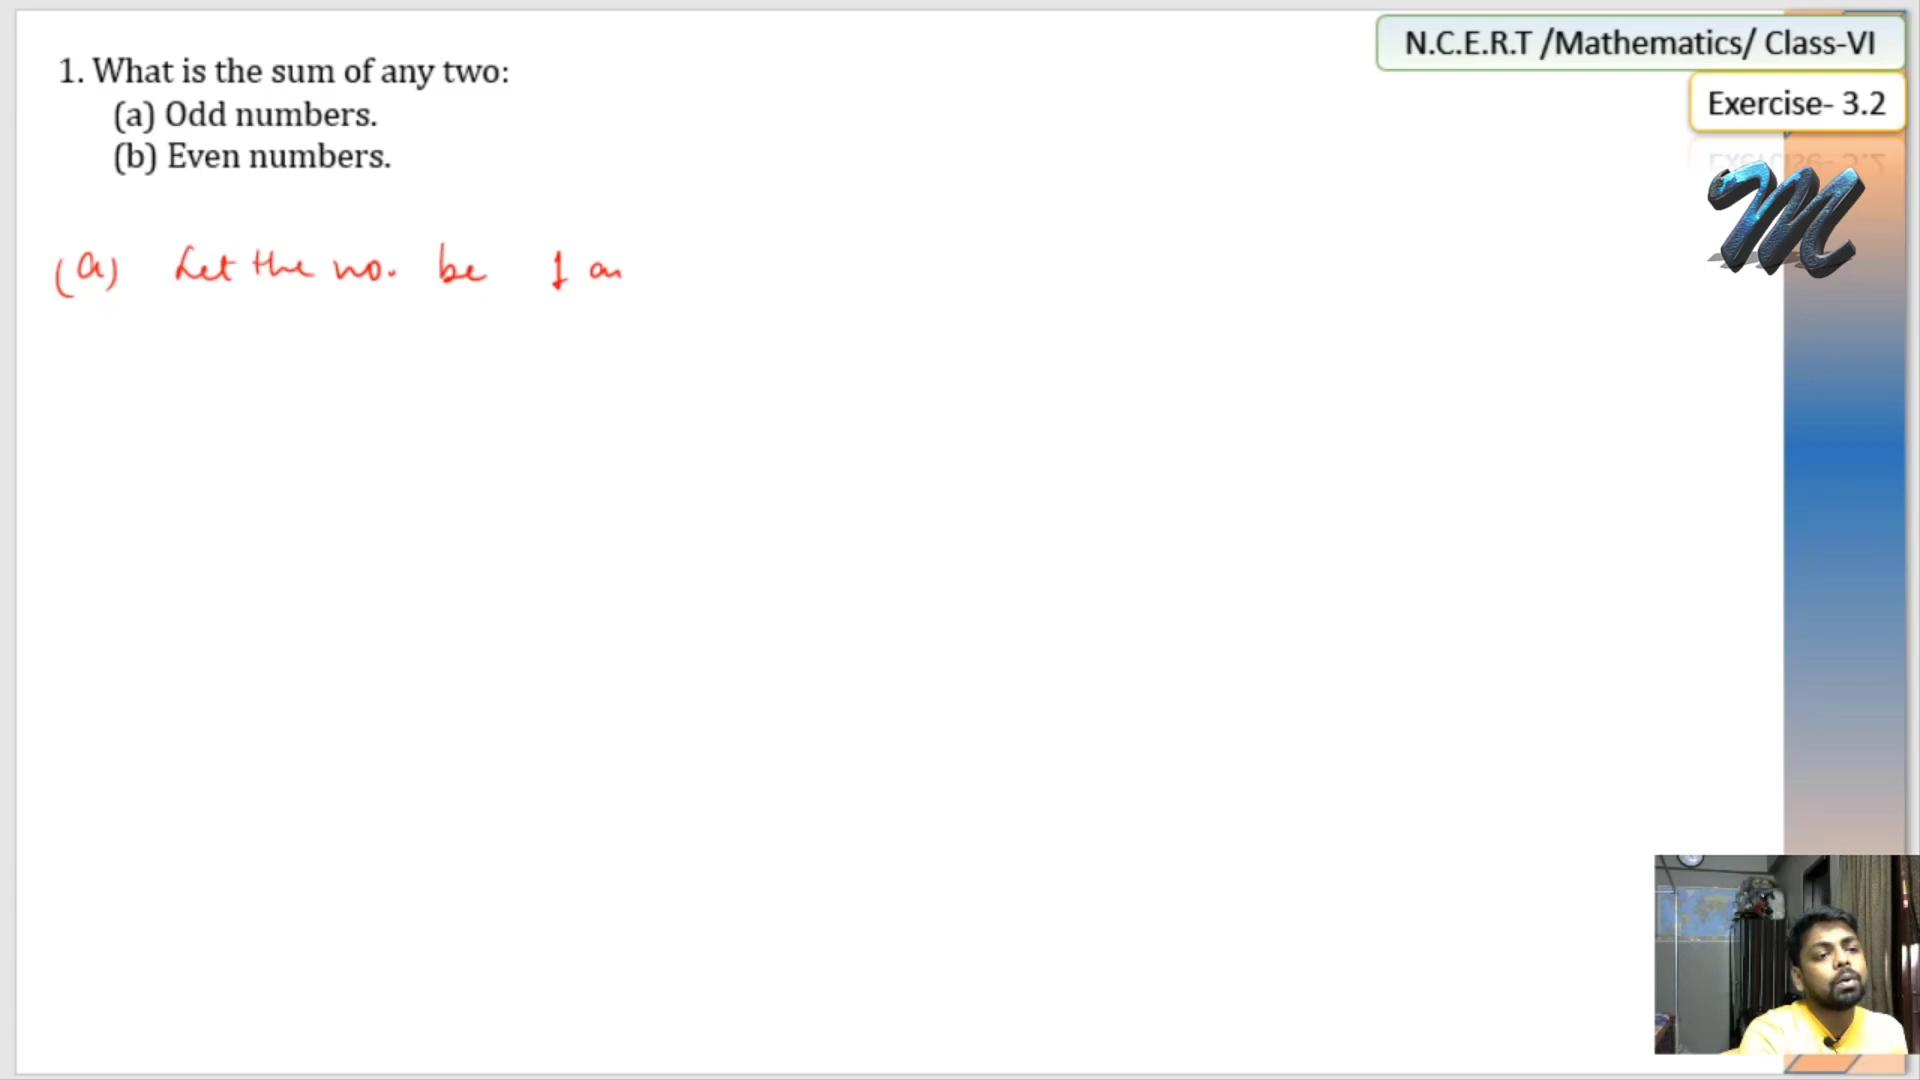 N.C.E.R.T /Mathematics/ Class-VI
Exercise- 3.2
1. What is the sum of any two:
(a) Odd numbers.
(b) Even numbers.
(a) Let the no. be 1 an
M